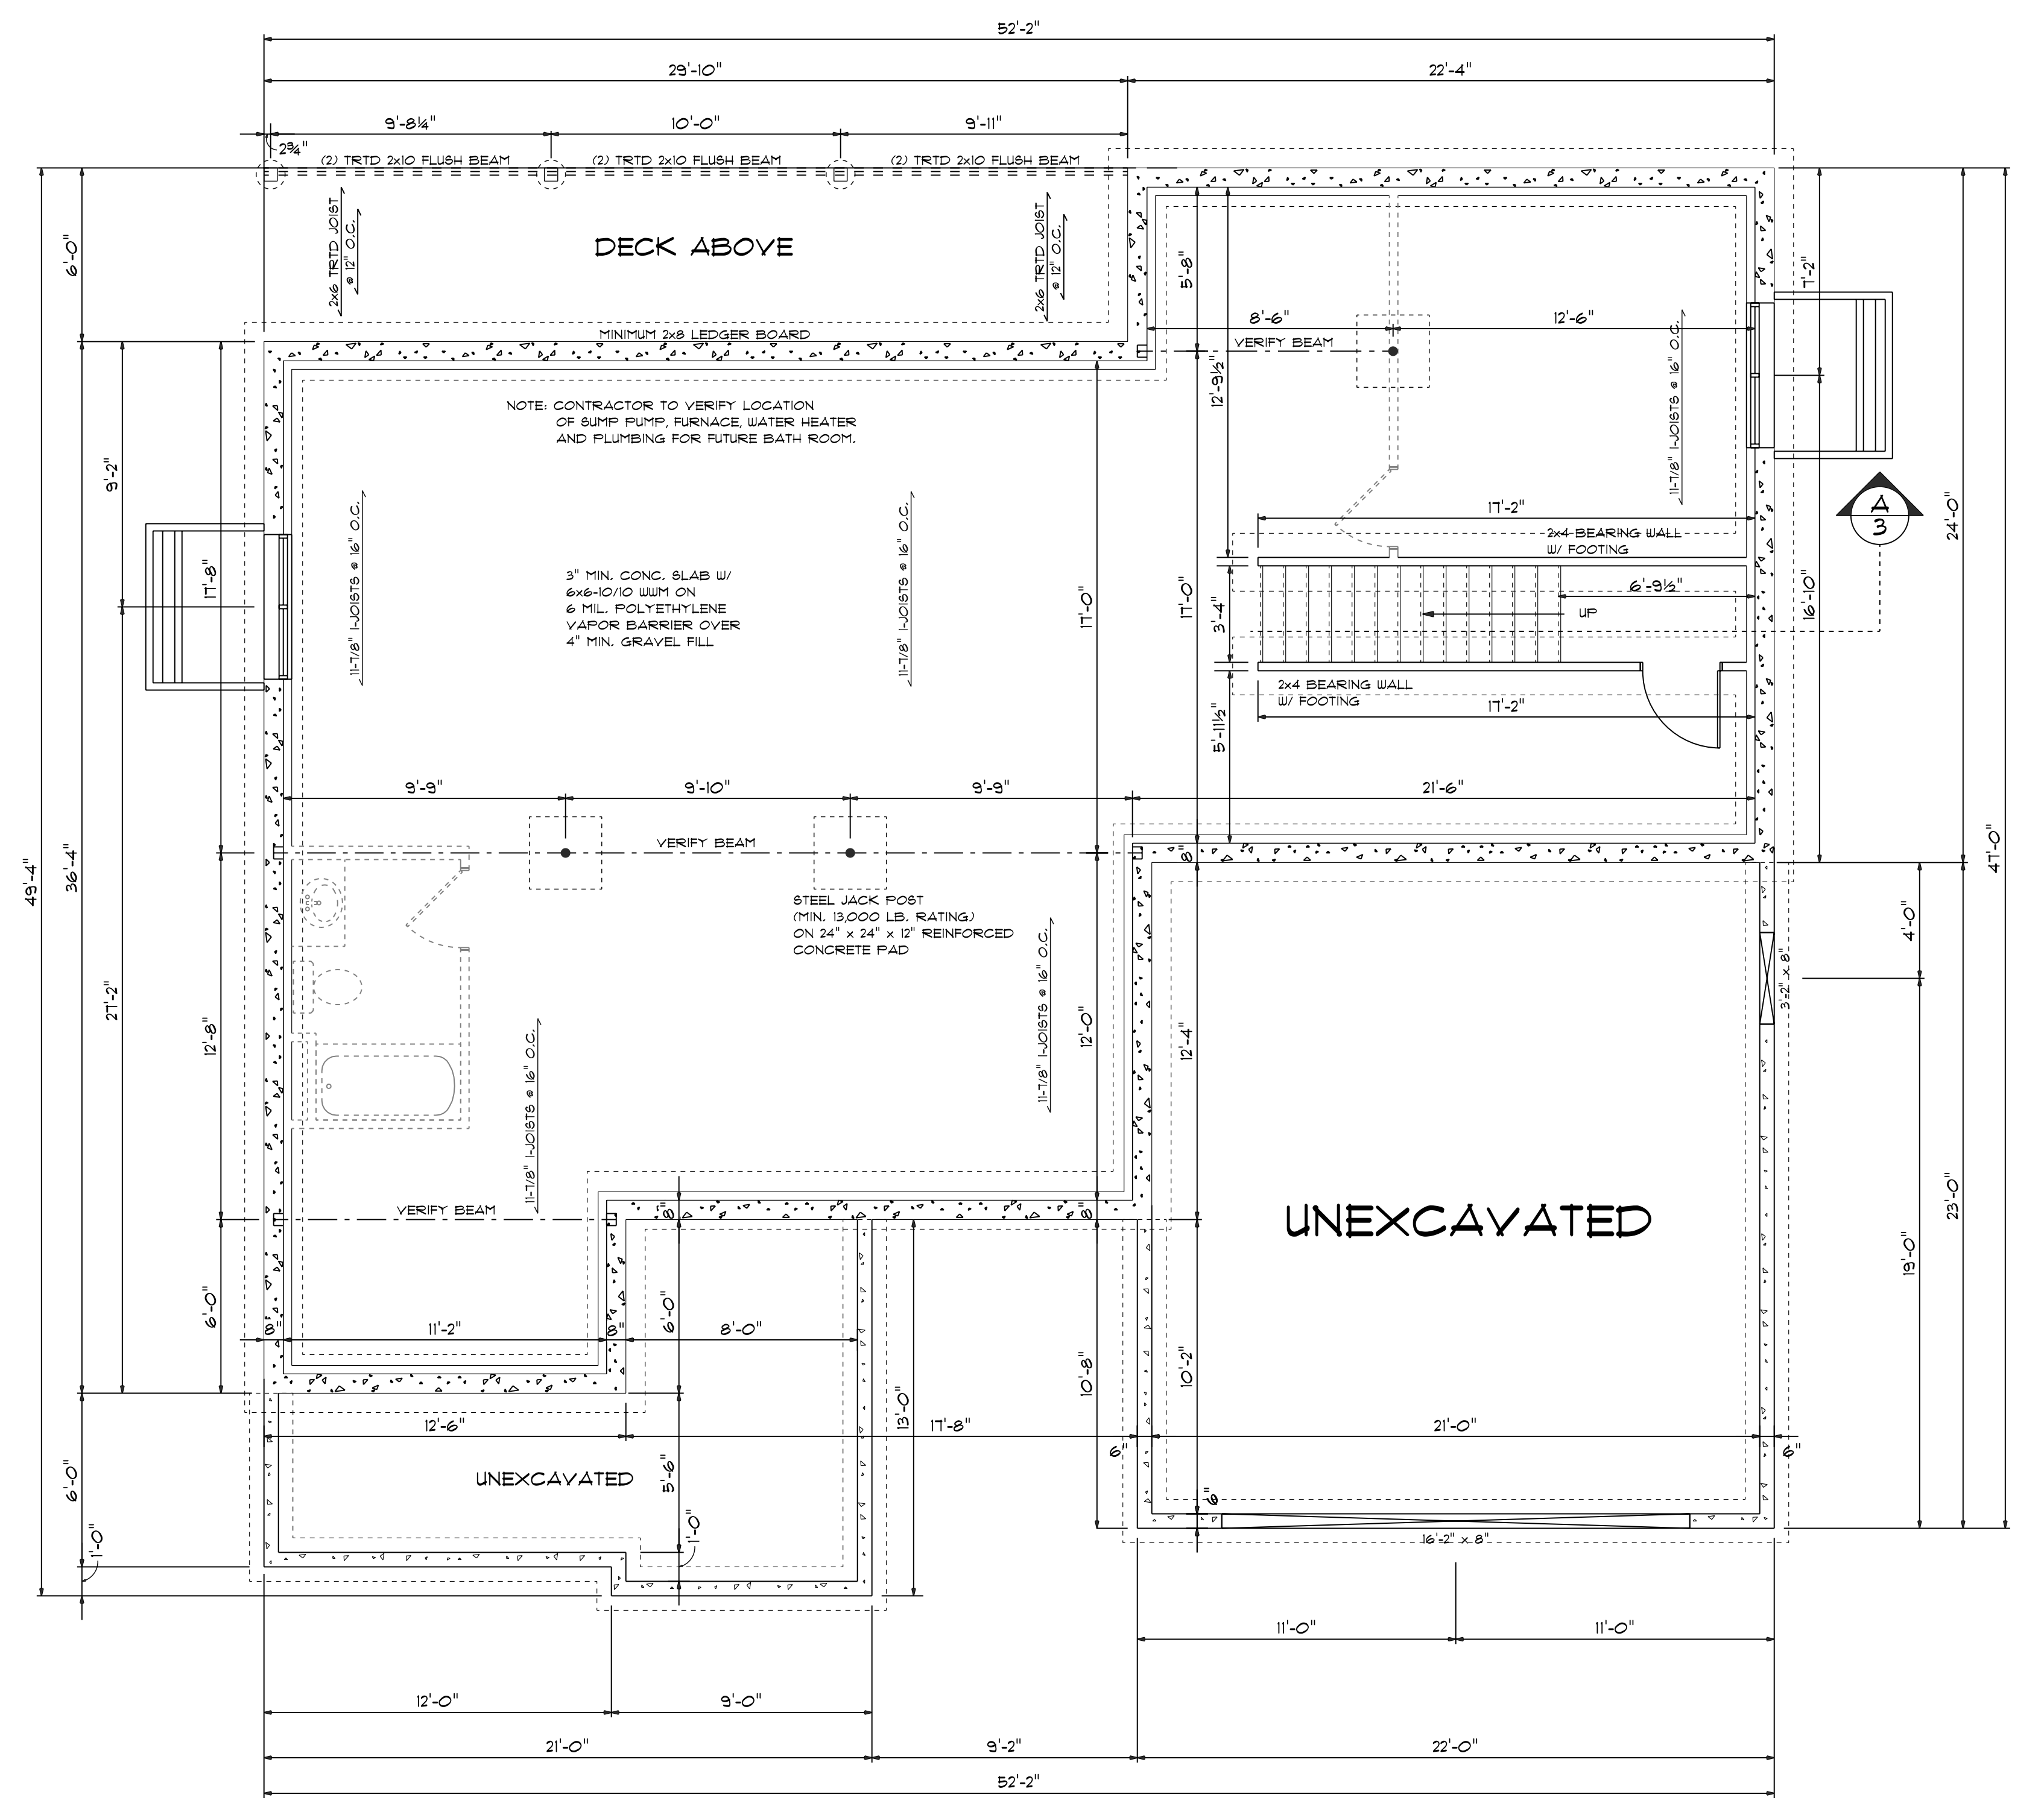 52'-2"
29'-10"
22'-4"
9'-8¼"
10'-0"
9'-11"
2¾"
(2) TRTD 2x10 FLUSH BEAM
(2) TRTD 2x10 FLUSH BEAM
(2) TRTD 2x10 FLUSH BEAM
6'-0"
2x6 TRTD JOIST
@ 12" O.C.
DECK ABOVE
2x6 TRTD JOIST
@ 12" O.C.
5'-8"
7'-2"
8'-6"
12'-6"
MINIMUM 2x8 LEDGER BOARD
VERIFY BEAM
12'-9½"
11-7/8" I-JOISTS @ 16" O.C.
NOTE: CONTRACTOR TO VERIFY LOCATION
OF SUMP PUMP, FURNACE, WATER HEATER
AND PLUMBING FOR FUTURE BATH ROOM.
9'-2"
17'-8"
11-7/8" I-JOISTS @ 16" O.C.
11-7/8" I-JOISTS @ 16" O.C.
17'-2"
A
3
24'-0"
2x4 BEARING WALL
W/ FOOTING
3" MIN. CONC. SLAB W/
6x6-10/10 WWM ON
6 MIL. POLYETHYLENE
VAPOR BARRIER OVER
4" MIN. GRAVEL FILL
17'-0"
17'-0"
3'-4"
6'-9½"
UP
16'-10"
2x4 BEARING WALL
W/ FOOTING
17'-2"
5'-11½"
9'-9"
9'-10"
9'-9"
21'-6"
VERIFY BEAM
8"
49'-4"
36'-4"
47'-0"
STEEL JACK POST
(MIN. 13,000 LB. RATING)
ON 24" x 24" x 12" REINFORCED
CONCRETE PAD
4'-0"
3'-2" x 8"
27'-2"
12'-8"
11-7/8" I-JOISTS @ 16" O.C.
11-7/8" I-JOISTS @ 16" O.C.
12'-0"
12'-4"
VERIFY BEAM
8"
8"
UNEXCAVATED
23'-0"
19'-0"
6'-0"
8"
11'-2"
8"
6'-0"
8'-0"
10'-8"
10'-2"
12'-6"
13'-0"
17'-8"
6"
21'-0"
6"
UNEXCAVATED
5'-6"
6'-0"
1'-0"
1'-0"
6"
16'-2" x 8"
11'-0"
11'-0"
12'-0"
9'-0"
21'-0"
9'-2"
22'-0"
52'-2"